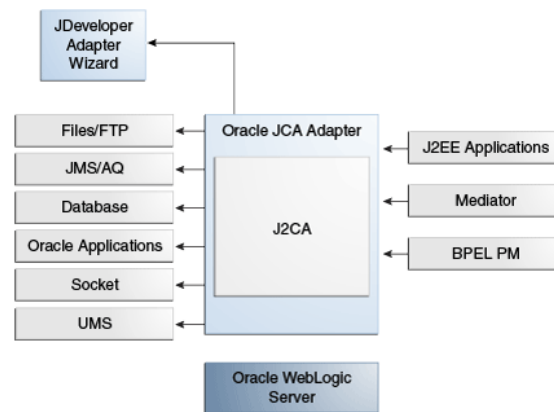 JDeveloper
Adapter
Wizard
Files/FTP
JMS/AQ
Database
Oracle Applications
Socket
UMS
Oracle JCA Adapter
J2CA
J2EE Applications
Mediator
BPEL PM
Oracle WebLogic
Server